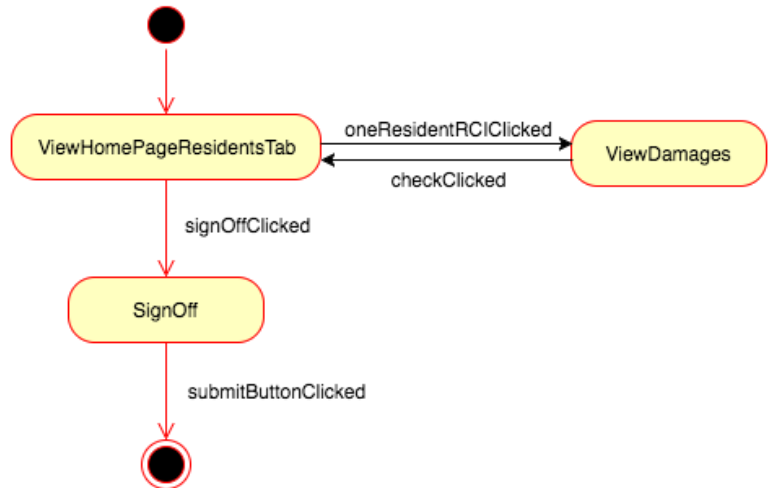 ViewHomePageResidentsTab
oneResidentRCIClicked
checkClicked
ViewDamages
signOffClicked
SignOff
submitButtonClicked